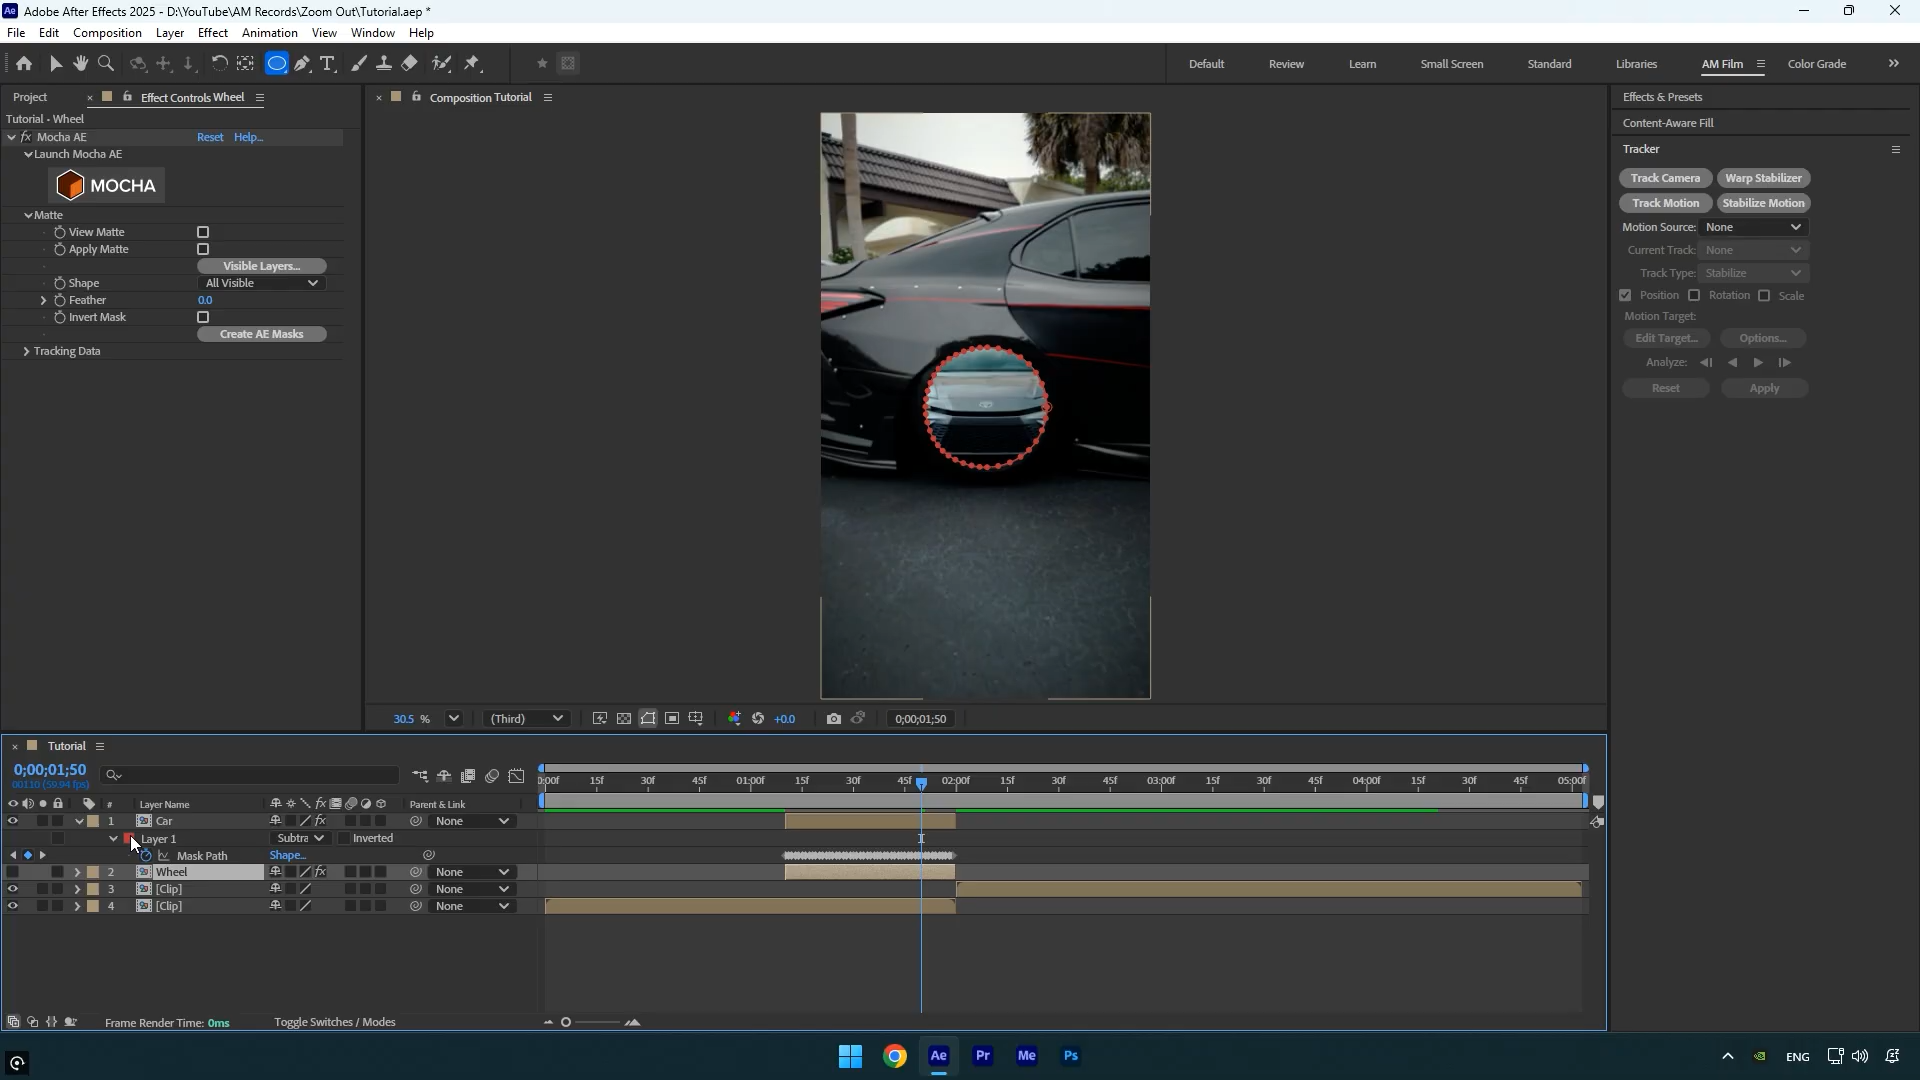 Adobe After Effects 2025 - D:\YouTube\AM Records\Zoom Out\Tutorial.aep *
File Edit Composition Layer Effect Animation View Window Help
Default Review Learn Small Screen Standard Libraries AM Film Color Grade
Project Effect Controls Wheel
Tutorial • Wheel
fx Mocha AE Reset Help...
Launch Mocha AE
MOCHA
Matte
View Matte
Apply Matte
Visible Layers...
Shape All Visible
Feather 0.0
Invert Mask
Create AE Masks
Tracking Data
Composition Tutorial
30.5 % (Third) +0.0 0;00;01;50
Effects & Presets
Content-Aware Fill
Tracker
Track Camera Warp Stabilizer
Track Motion Stabilize Motion
Motion Source: None
Current Track: None
Track Type: Stabilize
Position Rotation Scale
Motion Target:
Edit Target... Options...
Analyze:
Reset Apply
Tutorial
0;00;01;50
00110 (59.94 fps)
0:00f 15f 30f 45f 01:00f 15f 30f 45f 02:00f 15f 30f 45f 03:00f 15f 30f 45f 04:00f 15f 30f 45f 05:00f
# Layer Name fx Parent & Link
1 Car fx None
Layer 1 Subtra Inverted
Mask Path Shape...
2 Wheel fx None
3 [Clip] None
4 [Clip] None
Frame Render Time: 0ms Toggle Switches / Modes
Ae Pr Me Ps
ENG